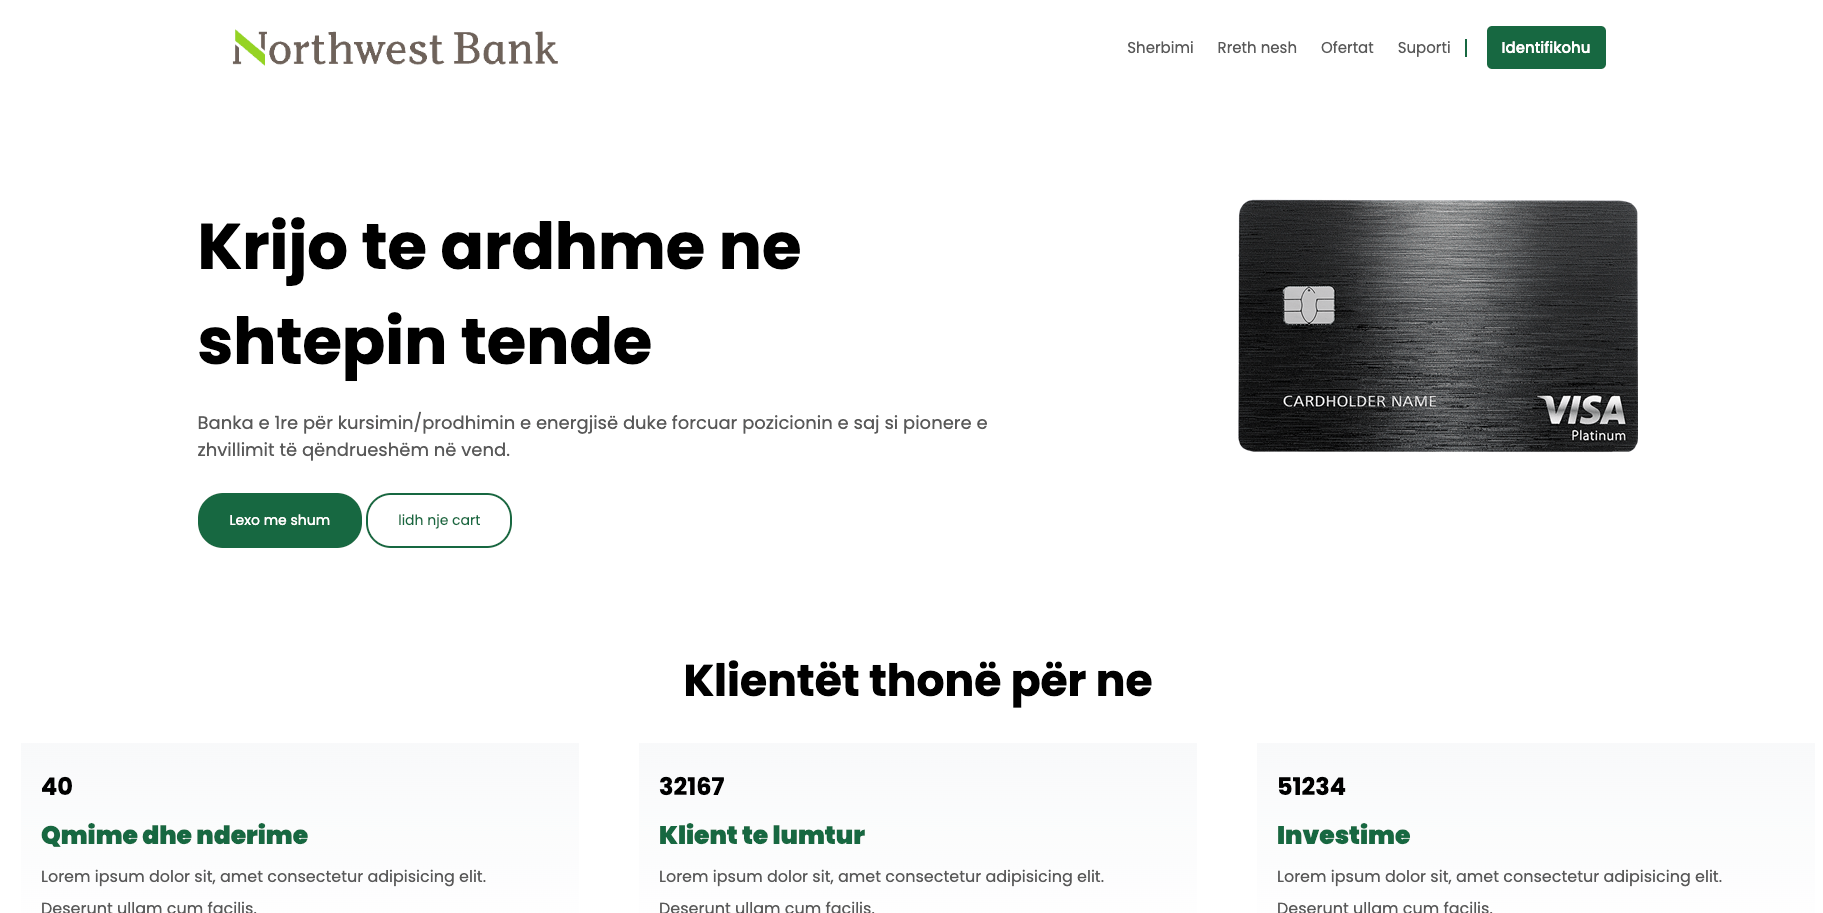 Northwest Bank
Sherbimi Rreth nesh Ofertat Suporti Identifikohu
Krijo te ardhme ne
shtepin tende
Banka e 1re për kursimin/prodhimin e energjisë duke forcuar pozicionin e saj si pionere e
zhvillimit të qëndrueshëm në vend.
Lexo me shum lidh nje cart
CARDHOLDER NAME
VISA
Platinum
Klientët thonë për ne
40
Qmime dhe nderime
Lorem ipsum dolor sit, amet consectetur adipisicing elit.
Deserunt ullam cum facilis.
32167
Klient te lumtur
Lorem ipsum dolor sit, amet consectetur adipisicing elit.
Deserunt ullam cum facilis.
51234
Investime
Lorem ipsum dolor sit, amet consectetur adipisicing elit.
Deserunt ullam cum facilis.